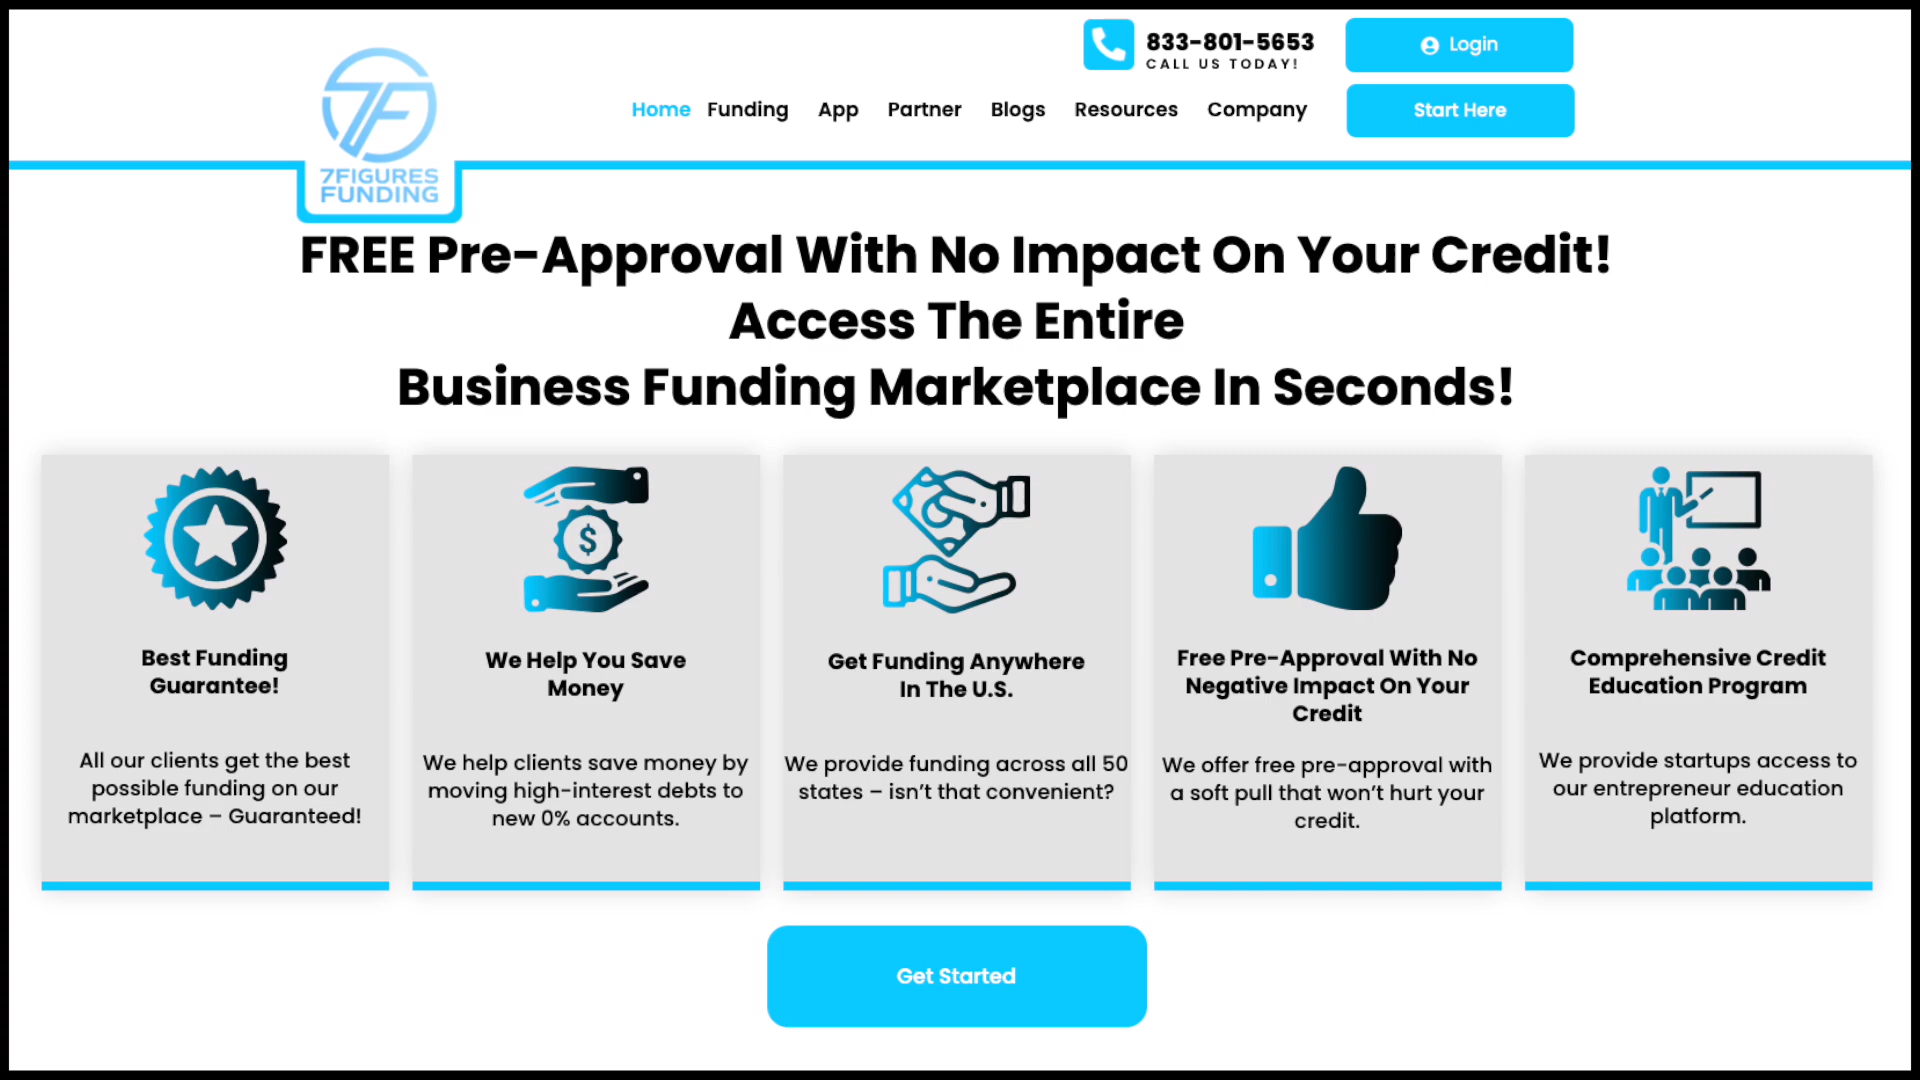 833-801-5653
CALL US TODAY!
Login
7F
7FIGURES
FUNDING
Home Funding App Partner Blogs Resources Company
Start Here
FREE Pre-Approval With No Impact On Your Credit!
Access The Entire
Business Funding Marketplace In Seconds!
Best Funding
Guarantee!
All our clients get the best
possible funding on our
marketplace – Guaranteed!
$
We Help You Save
Money
We help clients save money by
moving high-interest debts to
new 0% accounts.
Get Funding Anywhere
In The U.S.
We provide funding across all 50
states – isn’t that convenient?
Free Pre-Approval With No
Negative Impact On Your
Credit
We offer free pre-approval with
a soft pull that won’t hurt your
credit.
Comprehensive Credit
Education Program
We provide startups access to
our entrepreneur education
platform.
Get Started